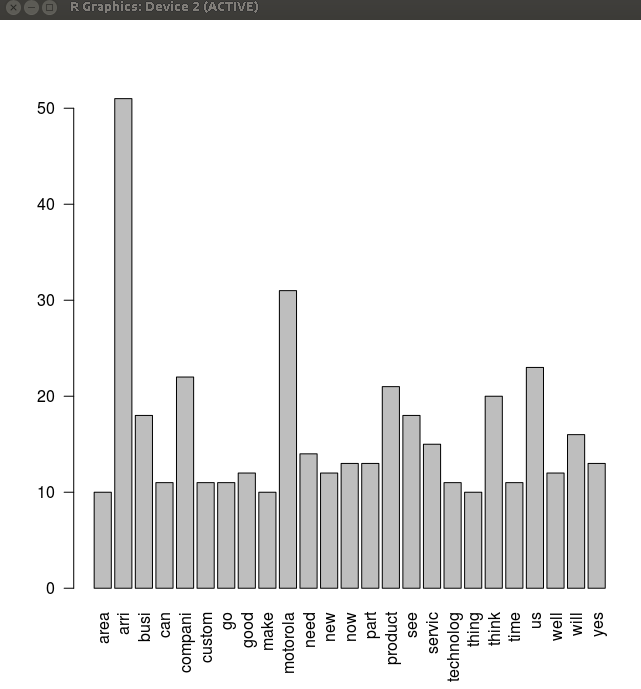 R Graphics: Device 2 (ACTIVE)
50
40
30
20
10
0
area
arri
busi
can
compani
custom
go
good
make
motorola
need
new
now
part
product
see
servic
technolog
thing
think
time
us
well
will
yes